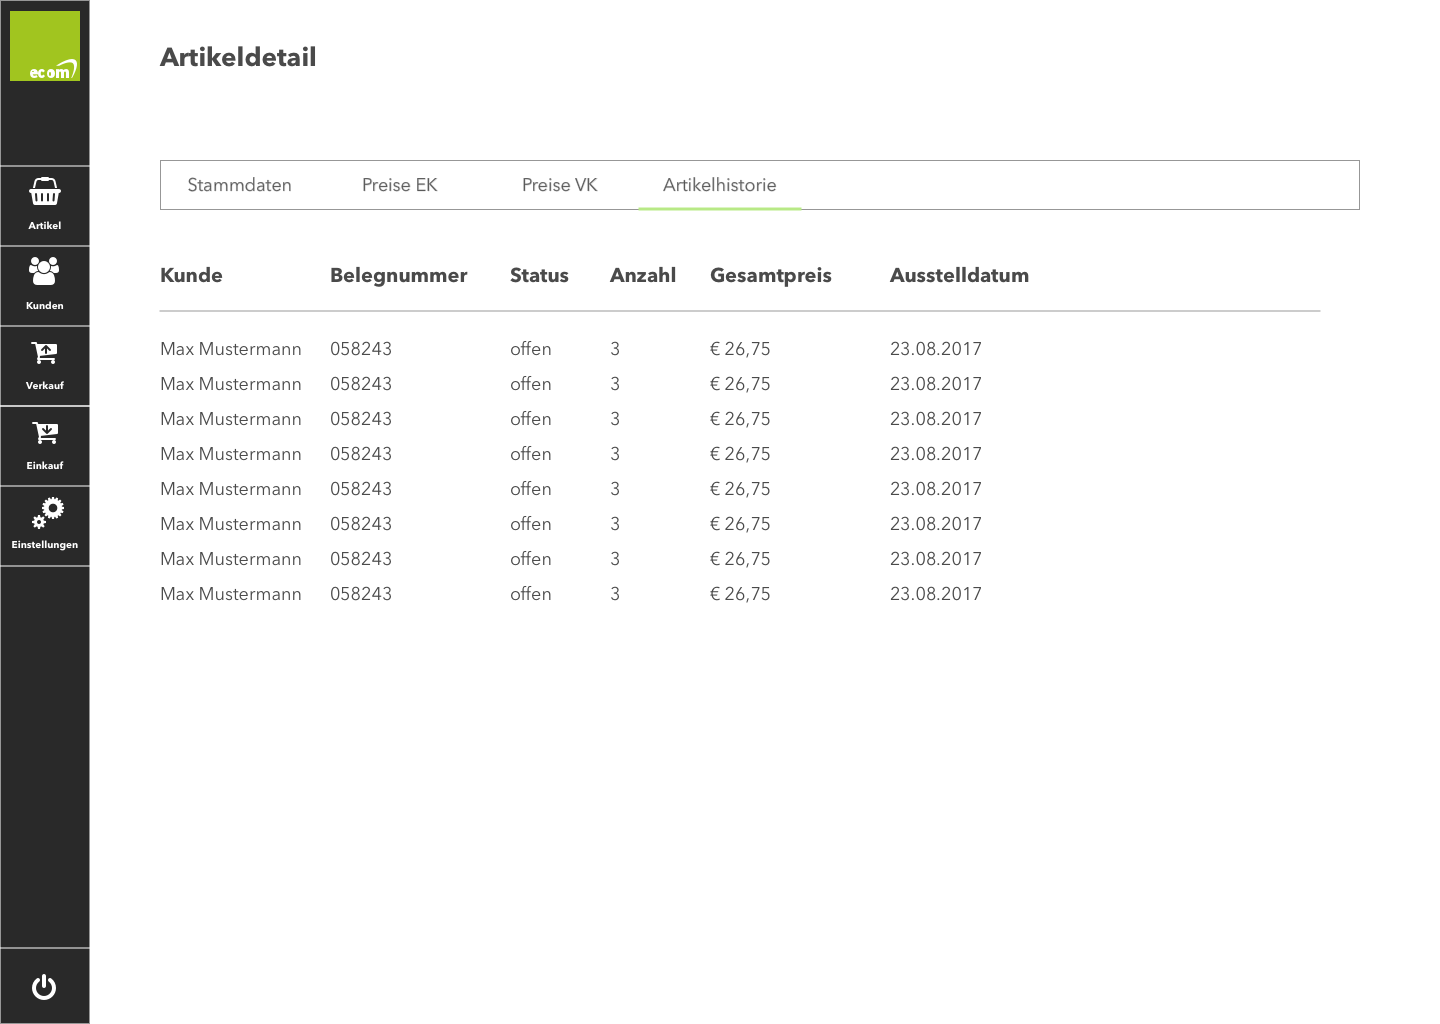 ecom
Artikeldetail
Artikel
Kunden
Verkauf
Einkauf
Einstellungen
Stammdaten Preise EK Preise VK Artikelhistorie
Kunde Belegnummer Status Anzahl Gesamtpreis Ausstelldatum
Max Mustermann 058243 offen 3 € 26,75 23.08.2017
Max Mustermann 058243 offen 3 € 26,75 23.08.2017
Max Mustermann 058243 offen 3 € 26,75 23.08.2017
Max Mustermann 058243 offen 3 € 26,75 23.08.2017
Max Mustermann 058243 offen 3 € 26,75 23.08.2017
Max Mustermann 058243 offen 3 € 26,75 23.08.2017
Max Mustermann 058243 offen 3 € 26,75 23.08.2017
Max Mustermann 058243 offen 3 € 26,75 23.08.2017